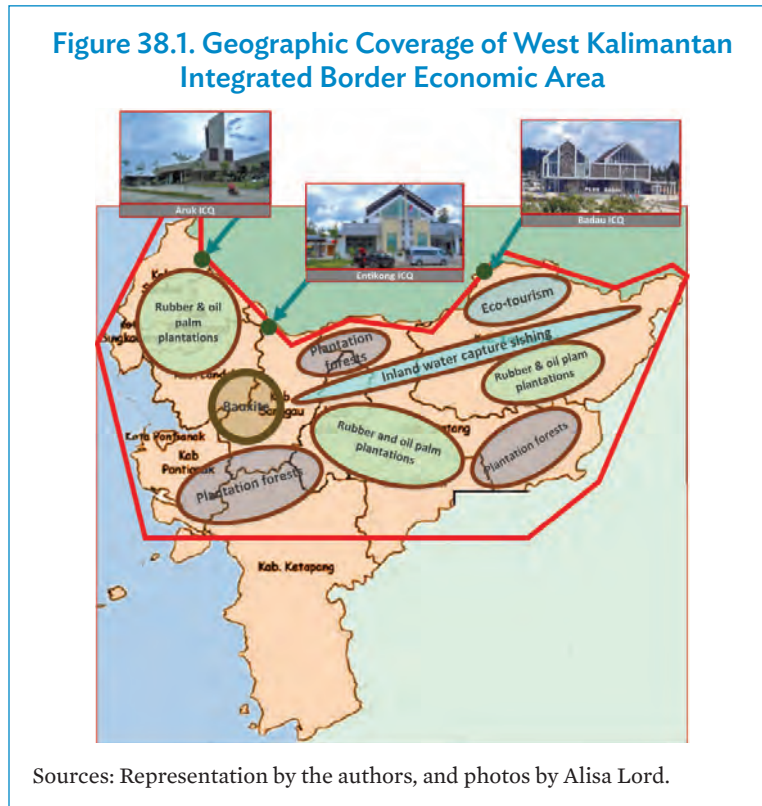 Figure 38.1. Geographic Coverage of West Kalimantan
Integrated Border Economic Area
Aruk ICQ
Entikong ICQ
Badau ICQ
Rubber & oil
palm
plantations
Eco-tourism
Plantation
forests
Inland water capture sishing
Rubber & oil plam
plantations
Bauxite
Kab.
Rubber and oil palm
plantations
Plantation forests
Kota Pontianak
Kab
Pontianak
Plantation forests
Kab. Ketapang
Sources: Representation by the authors, and photos by Alisa Lord.